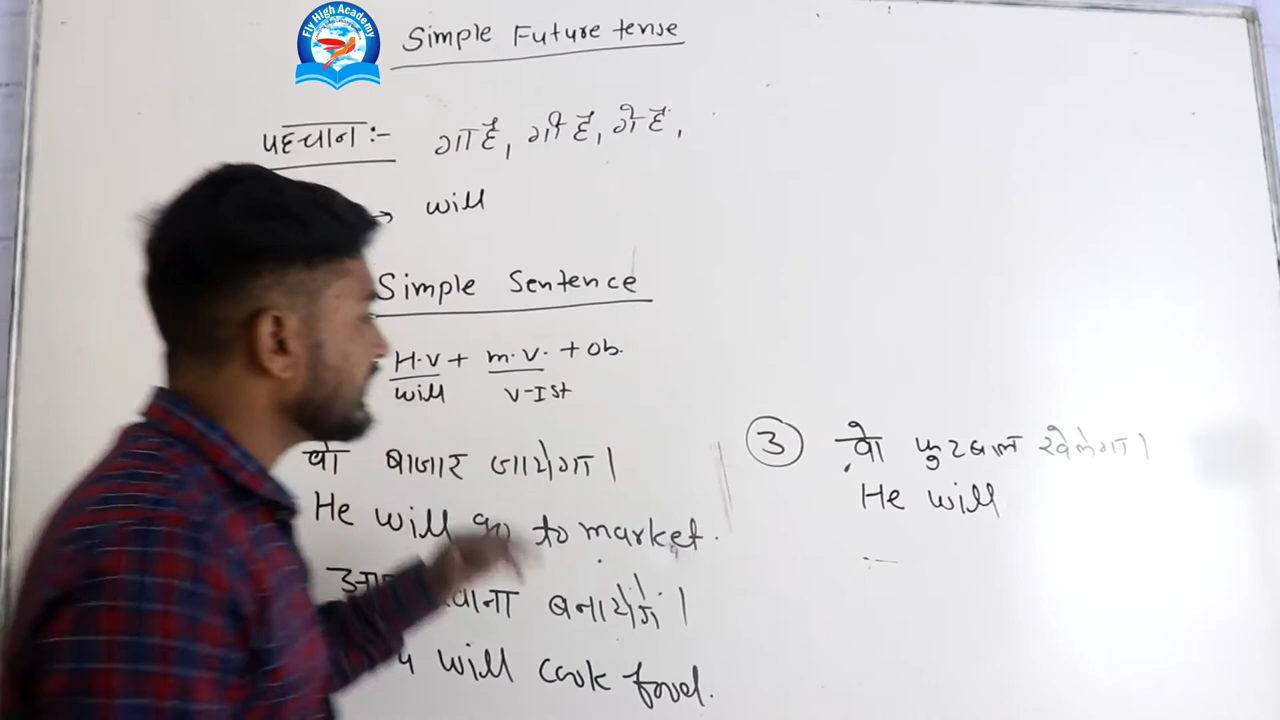 Fly High Academy
Simple Future tense
पहचान :- गा है, गी है, गे है,
→ will
Simple Sentence
H.V + m.v. + ob.
will v-Ist
वो बाजार जायेगा।
He will go to market.
खाना बनायेंगे।
will cook food.
3 वो फुटबाल खेलेगा।
He will